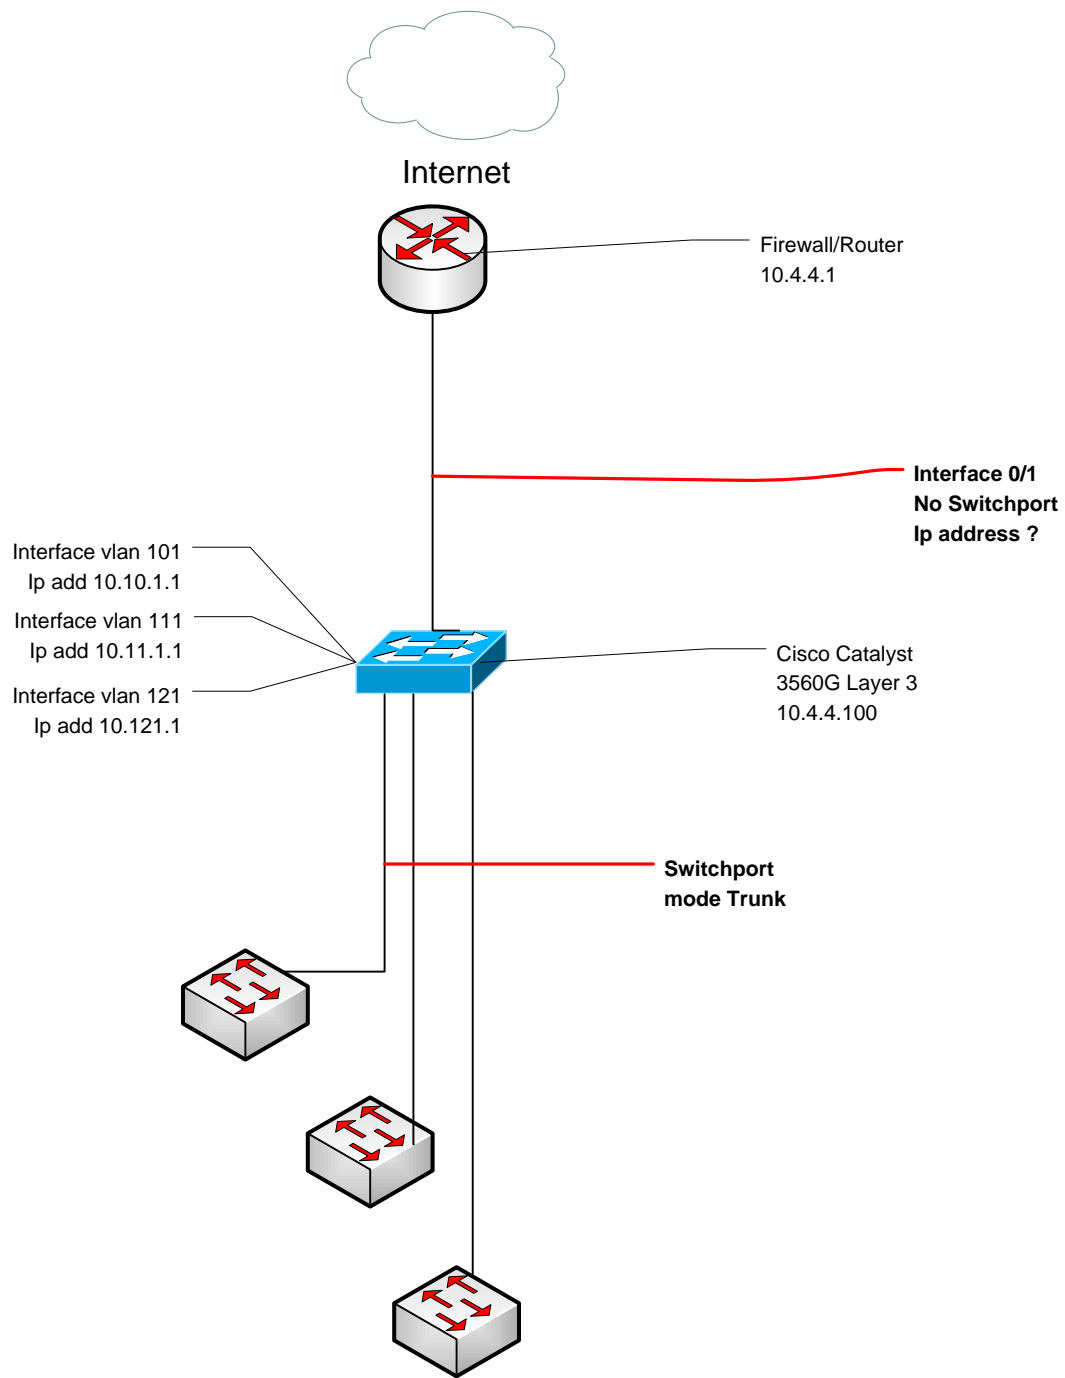 Internet
Firewall/Router
10.4.4.1
Interface 0/1
No Switchport
Ip address ?
Interface vlan 101
Ip add 10.10.1.1
Interface vlan 111
Ip add 10.11.1.1
Interface vlan 121
Ip add 10.121.1
Cisco Catalyst
3560G Layer 3
10.4.4.100
Switchport
mode Trunk